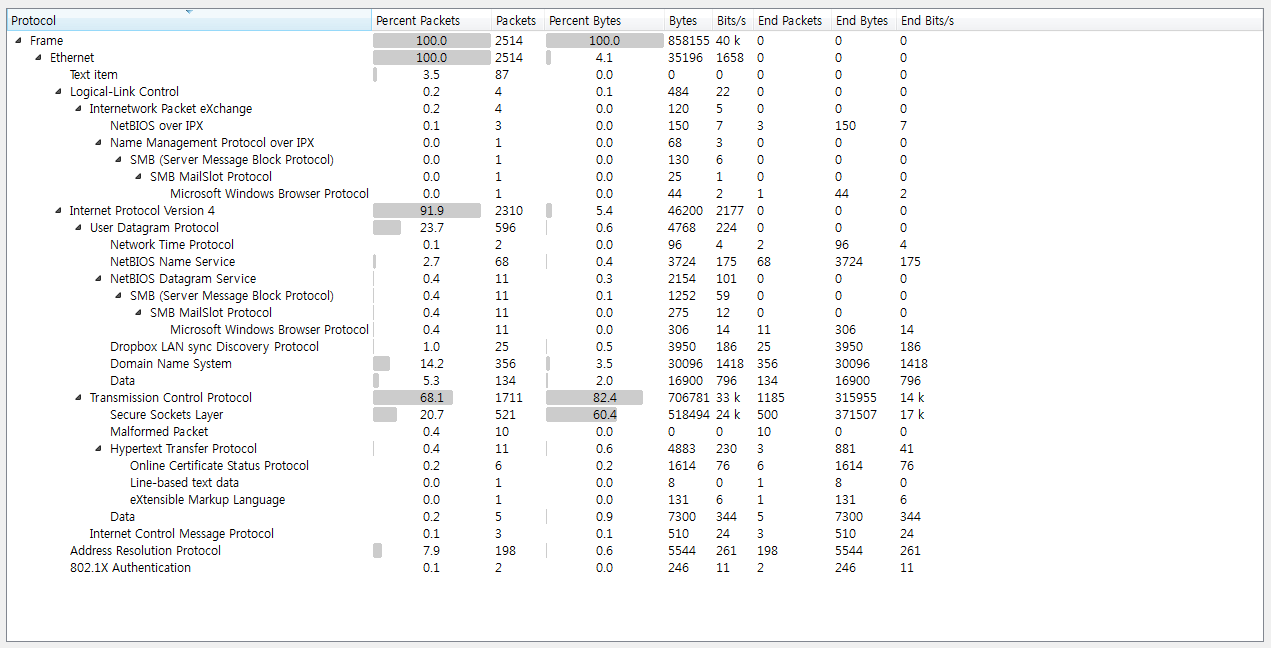 Protocol Percent Packets Packets Percent Bytes Bytes Bits/s End Packets End Bytes End Bits/s
Frame 100.0 2514 100.0 858155 40 k 0 0 0
Ethernet 100.0 2514 4.1 35196 1658 0 0 0
Text item 3.5 87 0.0 0 0 0 0 0
Logical-Link Control 0.2 4 0.1 484 22 0 0 0
Internetwork Packet eXchange 0.2 4 0.0 120 5 0 0 0
NetBIOS over IPX 0.1 3 0.0 150 7 3 150 7
Name Management Protocol over IPX 0.0 1 0.0 68 3 0 0 0
SMB (Server Message Block Protocol) 0.0 1 0.0 130 6 0 0 0
SMB MailSlot Protocol 0.0 1 0.0 25 1 0 0 0
Microsoft Windows Browser Protocol 0.0 1 0.0 44 2 1 44 2
Internet Protocol Version 4 91.9 2310 5.4 46200 2177 0 0 0
User Datagram Protocol 23.7 596 0.6 4768 224 0 0 0
Network Time Protocol 0.1 2 0.0 96 4 2 96 4
NetBIOS Name Service 2.7 68 0.4 3724 175 68 3724 175
NetBIOS Datagram Service 0.4 11 0.3 2154 101 0 0 0
SMB (Server Message Block Protocol) 0.4 11 0.1 1252 59 0 0 0
SMB MailSlot Protocol 0.4 11 0.0 275 12 0 0 0
Microsoft Windows Browser Protocol 0.4 11 0.0 306 14 11 306 14
Dropbox LAN sync Discovery Protocol 1.0 25 0.5 3950 186 25 3950 186
Domain Name System 14.2 356 3.5 30096 1418 356 30096 1418
Data 5.3 134 2.0 16900 796 134 16900 796
Transmission Control Protocol 68.1 1711 82.4 706781 33 k 1185 315955 14 k
Secure Sockets Layer 20.7 521 60.4 518494 24 k 500 371507 17 k
Malformed Packet 0.4 10 0.0 0 0 10 0 0
Hypertext Transfer Protocol 0.4 11 0.6 4883 230 3 881 41
Online Certificate Status Protocol 0.2 6 0.2 1614 76 6 1614 76
Line-based text data 0.0 1 0.0 8 0 1 8 0
eXtensible Markup Language 0.0 1 0.0 131 6 1 131 6
Data 0.2 5 0.9 7300 344 5 7300 344
Internet Control Message Protocol 0.1 3 0.1 510 24 3 510 24
Address Resolution Protocol 7.9 198 0.6 5544 261 198 5544 261
802.1X Authentication 0.1 2 0.0 246 11 2 246 11